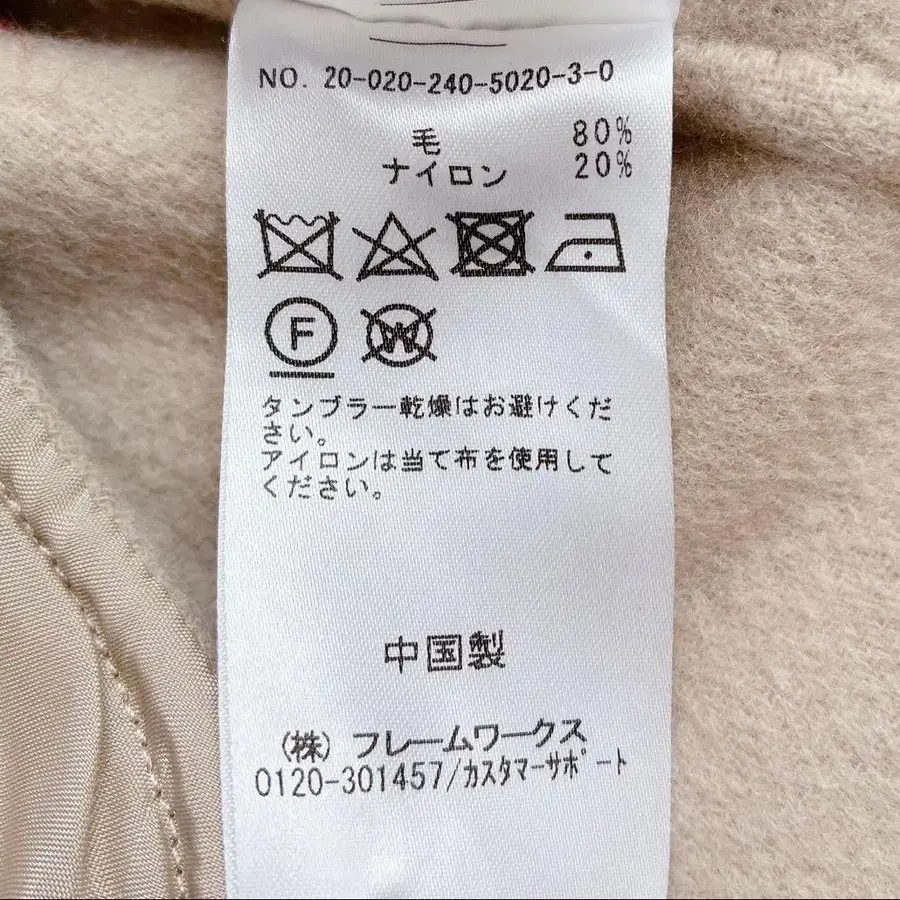 NO. 20-020-240-5020-3-0
毛 80%
ナイロン 20%
F
W
タンブラー乾燥はお避けくだ
さい。
アイロンは当て布を使用して
ください。
中国製
(株) フレームワークス
0120-301457/カスタマーサポート